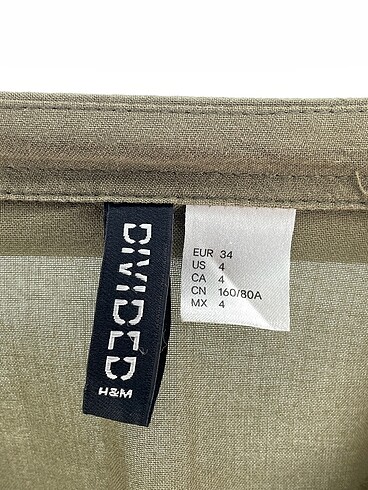 DIVIDED
H&M
EUR 34
US 4
CA 4
CN 160/80A
MX 4